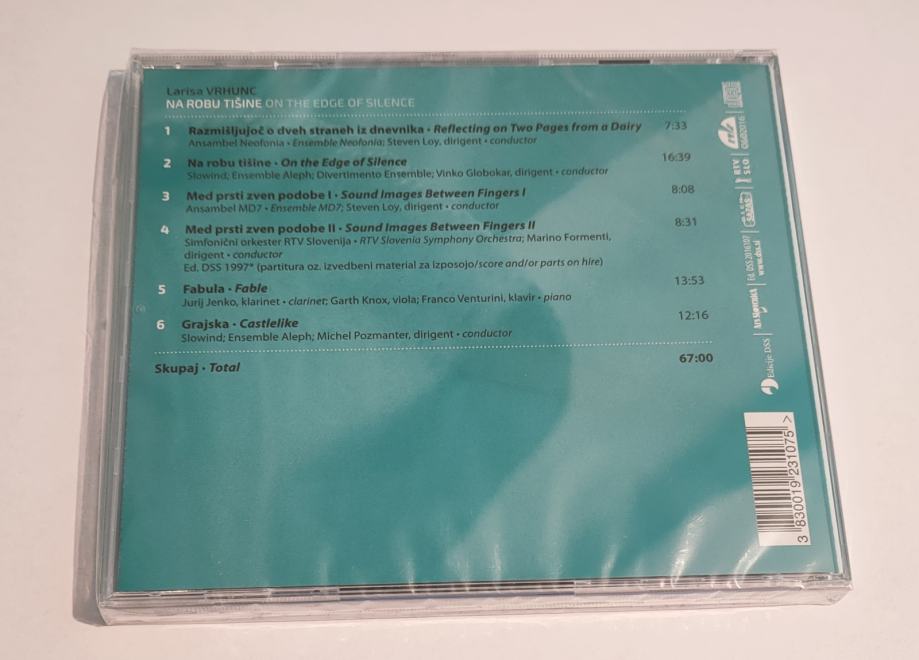 Larisa VRHUNC
NA ROBU TIŠINE ON THE EDGE OF SILENCE
1 Razmišljujoč o dveh straneh iz dnevnika • Reflecting on Two Pages from a Dairy 7:33
Ansambel Neofonia • Ensemble Neofonia; Steven Loy, dirigent • conductor
2 Na robu tišine • On the Edge of Silence 16:39
Slowind; Ensemble Aleph; Divertimento Ensemble; Vinko Globokar, dirigent • conductor
3 Med prsti zven podobe I • Sound Images Between Fingers I 8:08
Ansambel MD7 • Ensemble MD7; Steven Loy, dirigent • conductor
4 Med prsti zven podobe II • Sound Images Between Fingers II 8:31
Simfonični orkester RTV Slovenija • RTV Slovenia Symphony Orchestra; Marino Formenti,
dirigent • conductor
Ed. DSS 1997* (partitura oz. izvedbeni material za izposojo/score and/or parts on hire)
5 Fabula • Fable 13:53
Jurij Jenko, klarinet • clarinet; Garth Knox, viola; Franco Venturini, klavir • piano
6 Grajska • Castlelike 12:16
Slowind; Ensemble Aleph; Michel Pozmanter, dirigent • conductor
Skupaj • Total 67:00
Edicije DSS
Ars Slovenica
Ed. DSS 2016107
www.dss.si
SAZAS
RTV
SLO
3 830019 231075 >